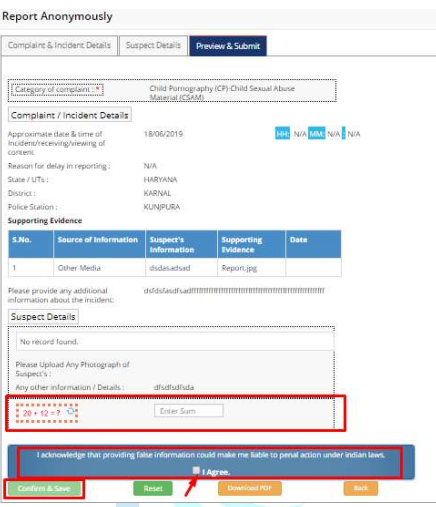 Report Anonymously
Complaint & Incident Details Suspect Details Preview & Submit
Category of complaint : * Child Pornography (CP)-Child Sexual Abuse
Material (CSAM)
Complaint / Incident Details
Approximate date & time of 18/06/2019 HH: N/A MM: N/A : N/A
Incident/receiving/viewing of
content
Reason for delay in reporting : N/A
State / UTs : HARYANA
District : KARNAL
Police Station : KUNJPURA
Supporting Evidence
S.No. Source of Information Suspect's Supporting Date
Information Evidence
1 Other Media dsdasadsad Report.jpg
Please provide any additional
information about the incident:
Suspect Details
No record found.
Please Upload Any Photograph of
Suspect's :
Any other information / Details : dfsdfsdfsda
20 + 12 = ? Enter Sum
I acknowledge that providing false information could make me liable to penal action under indian laws.
I Agree.
Confirm & Save Reset Download PDF Back